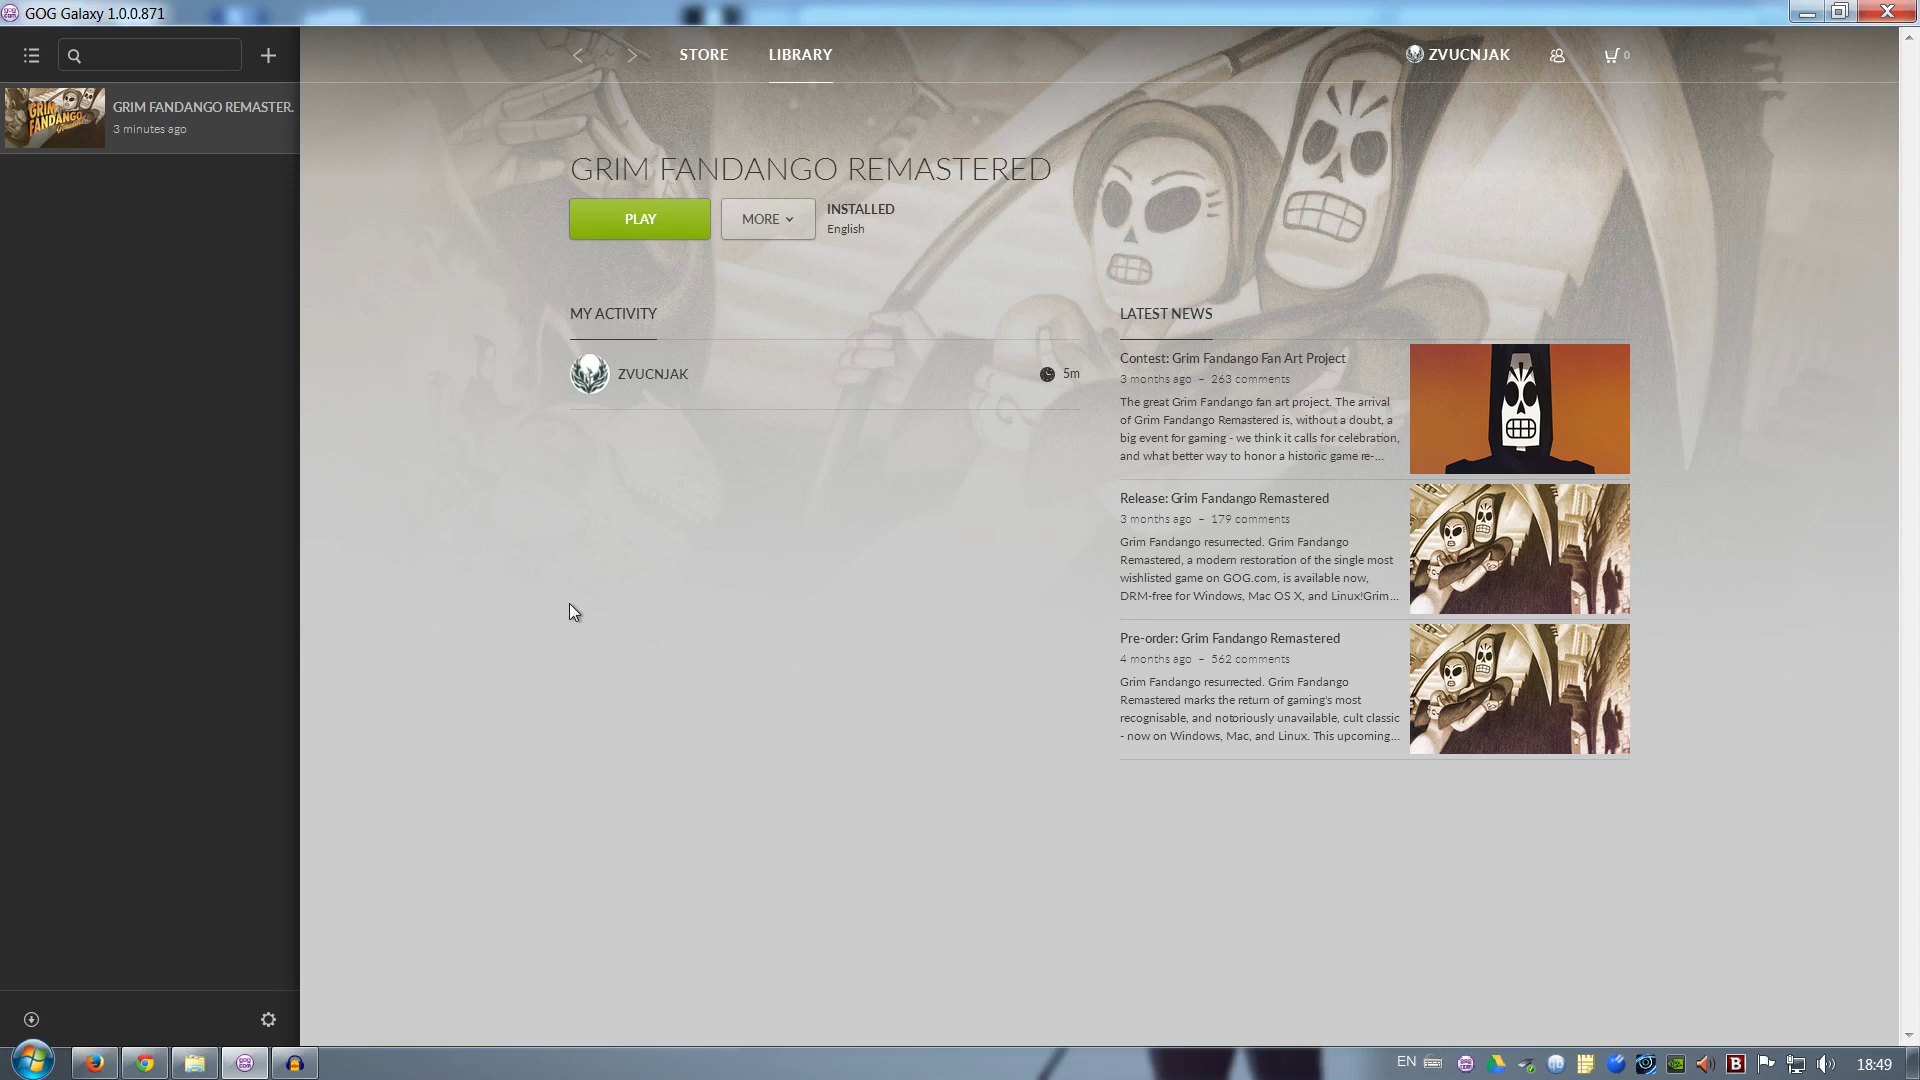 GOG Galaxy 1.0.0.871
STORE
LIBRARY
ZVUCNJAK
0
GRIM FANDANGO REMASTER.
3 minutes ago
GRIM FANDANGO
GRIM FANDANGO REMASTERED
PLAY
MORE
INSTALLED
English
MY ACTIVITY
ZVUCNJAK
5m
LATEST NEWS
Contest: Grim Fandango Fan Art Project
3 months ago – 263 comments
The great Grim Fandango fan art project. The arrival
of Grim Fandango Remastered is, without a doubt, a
big event for gaming - we think it calls for celebration,
and what better way to honor a historic game re-...
Release: Grim Fandango Remastered
3 months ago – 179 comments
Grim Fandango resurrected. Grim Fandango
Remastered, a modern restoration of the single most
wishlisted game on GOG.com, is available now,
DRM-free for Windows, Mac OS X, and Linux!Grim...
Pre-order: Grim Fandango Remastered
4 months ago – 562 comments
Grim Fandango resurrected. Grim Fandango
Remastered marks the return of gaming's most
recognisable, and notoriously unavailable, cult classic
- now on Windows, Mac, and Linux. This upcoming...
EN
B
18:49